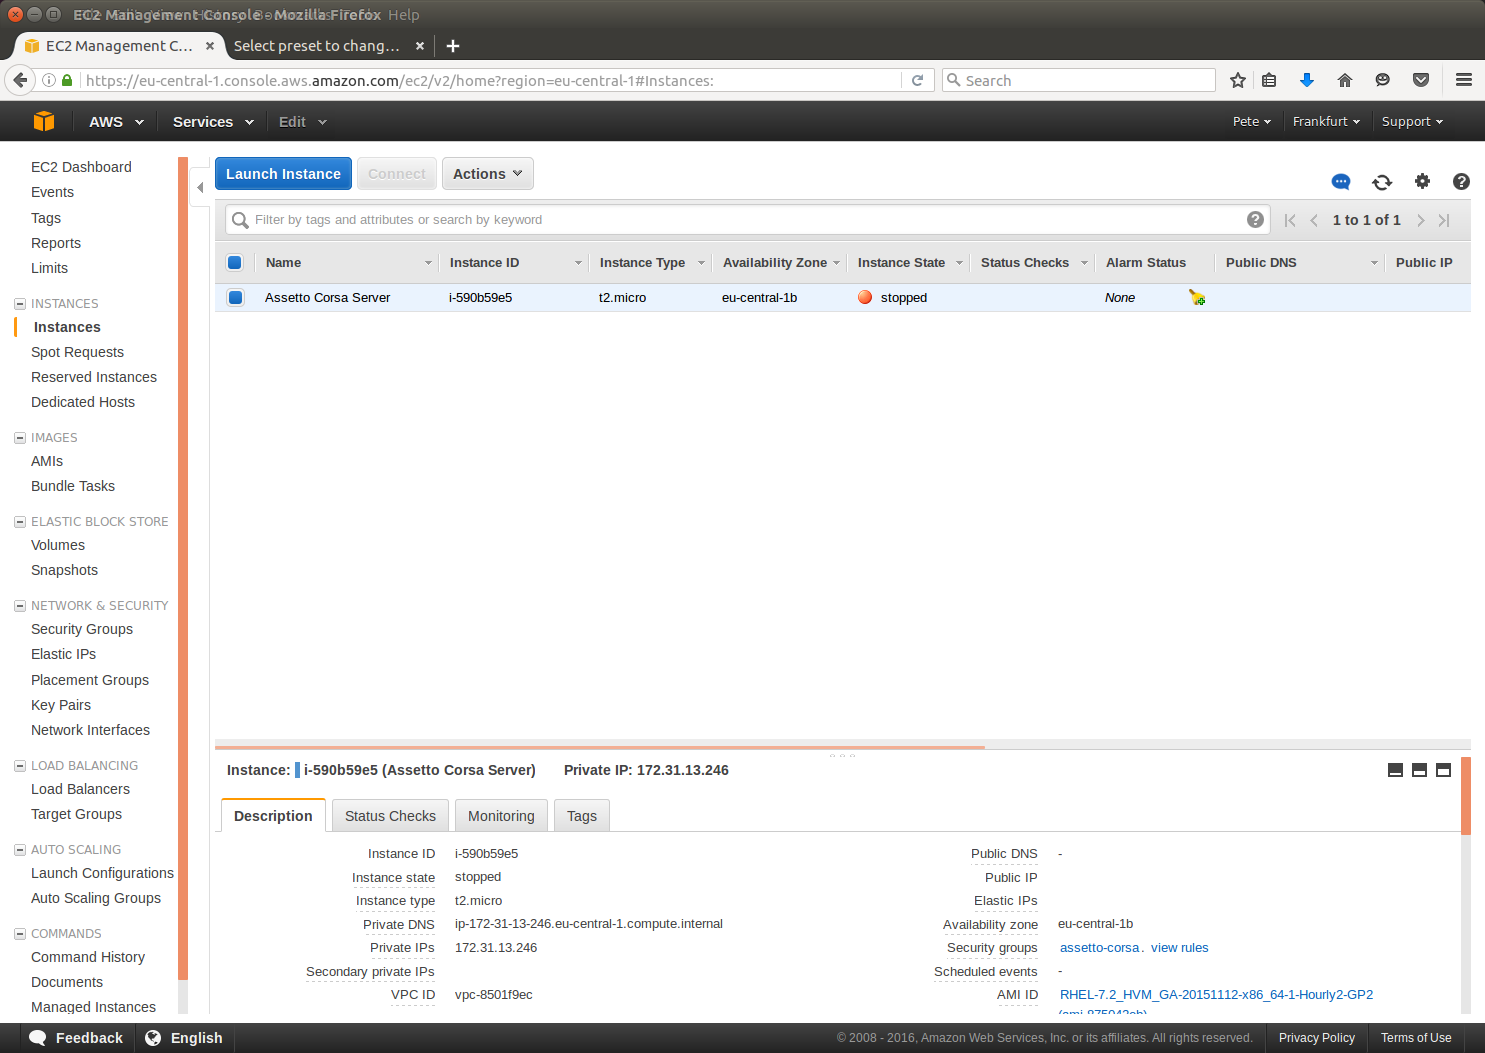 EC2 Management Console - Mozilla Firefox
Help
EC2 Management C...
Select preset to chang...
https://eu-central-1.console.aws.amazon.com/ec2/v2/home?region=eu-central-1#Instances:
Search
AWS Services Edit
Pete Frankfurt Support
EC2 Dashboard
Events
Tags
Reports
Limits
INSTANCES
Instances
Spot Requests
Reserved Instances
Dedicated Hosts
IMAGES
AMIs
Bundle Tasks
ELASTIC BLOCK STORE
Volumes
Snapshots
NETWORK & SECURITY
Security Groups
Elastic IPs
Placement Groups
Key Pairs
Network Interfaces
LOAD BALANCING
Load Balancers
Target Groups
AUTO SCALING
Launch Configurations
Auto Scaling Groups
COMMANDS
Command History
Documents
Managed Instances
Launch Instance Connect Actions
Filter by tags and attributes or search by keyword
1 to 1 of 1
Name Instance ID Instance Type Availability Zone Instance State Status Checks Alarm Status Public DNS Public IP
Assetto Corsa Server i-590b59e5 t2.micro eu-central-1b stopped None
Instance: i-590b59e5 (Assetto Corsa Server) Private IP: 172.31.13.246
Description Status Checks Monitoring Tags
Instance ID i-590b59e5
Instance state stopped
Instance type t2.micro
Private DNS ip-172-31-13-246.eu-central-1.compute.internal
Private IPs 172.31.13.246
Secondary private IPs
VPC ID vpc-8501f9ec
Public DNS -
Public IP
Elastic IPs
Availability zone eu-central-1b
Security groups assetto-corsa. view rules
Scheduled events -
AMI ID RHEL-7.2_HVM_GA-20151112-x86_64-1-Hourly2-GP2
Feedback English
© 2008 - 2016, Amazon Web Services, Inc. or its affiliates. All rights reserved. Privacy Policy Terms of Use